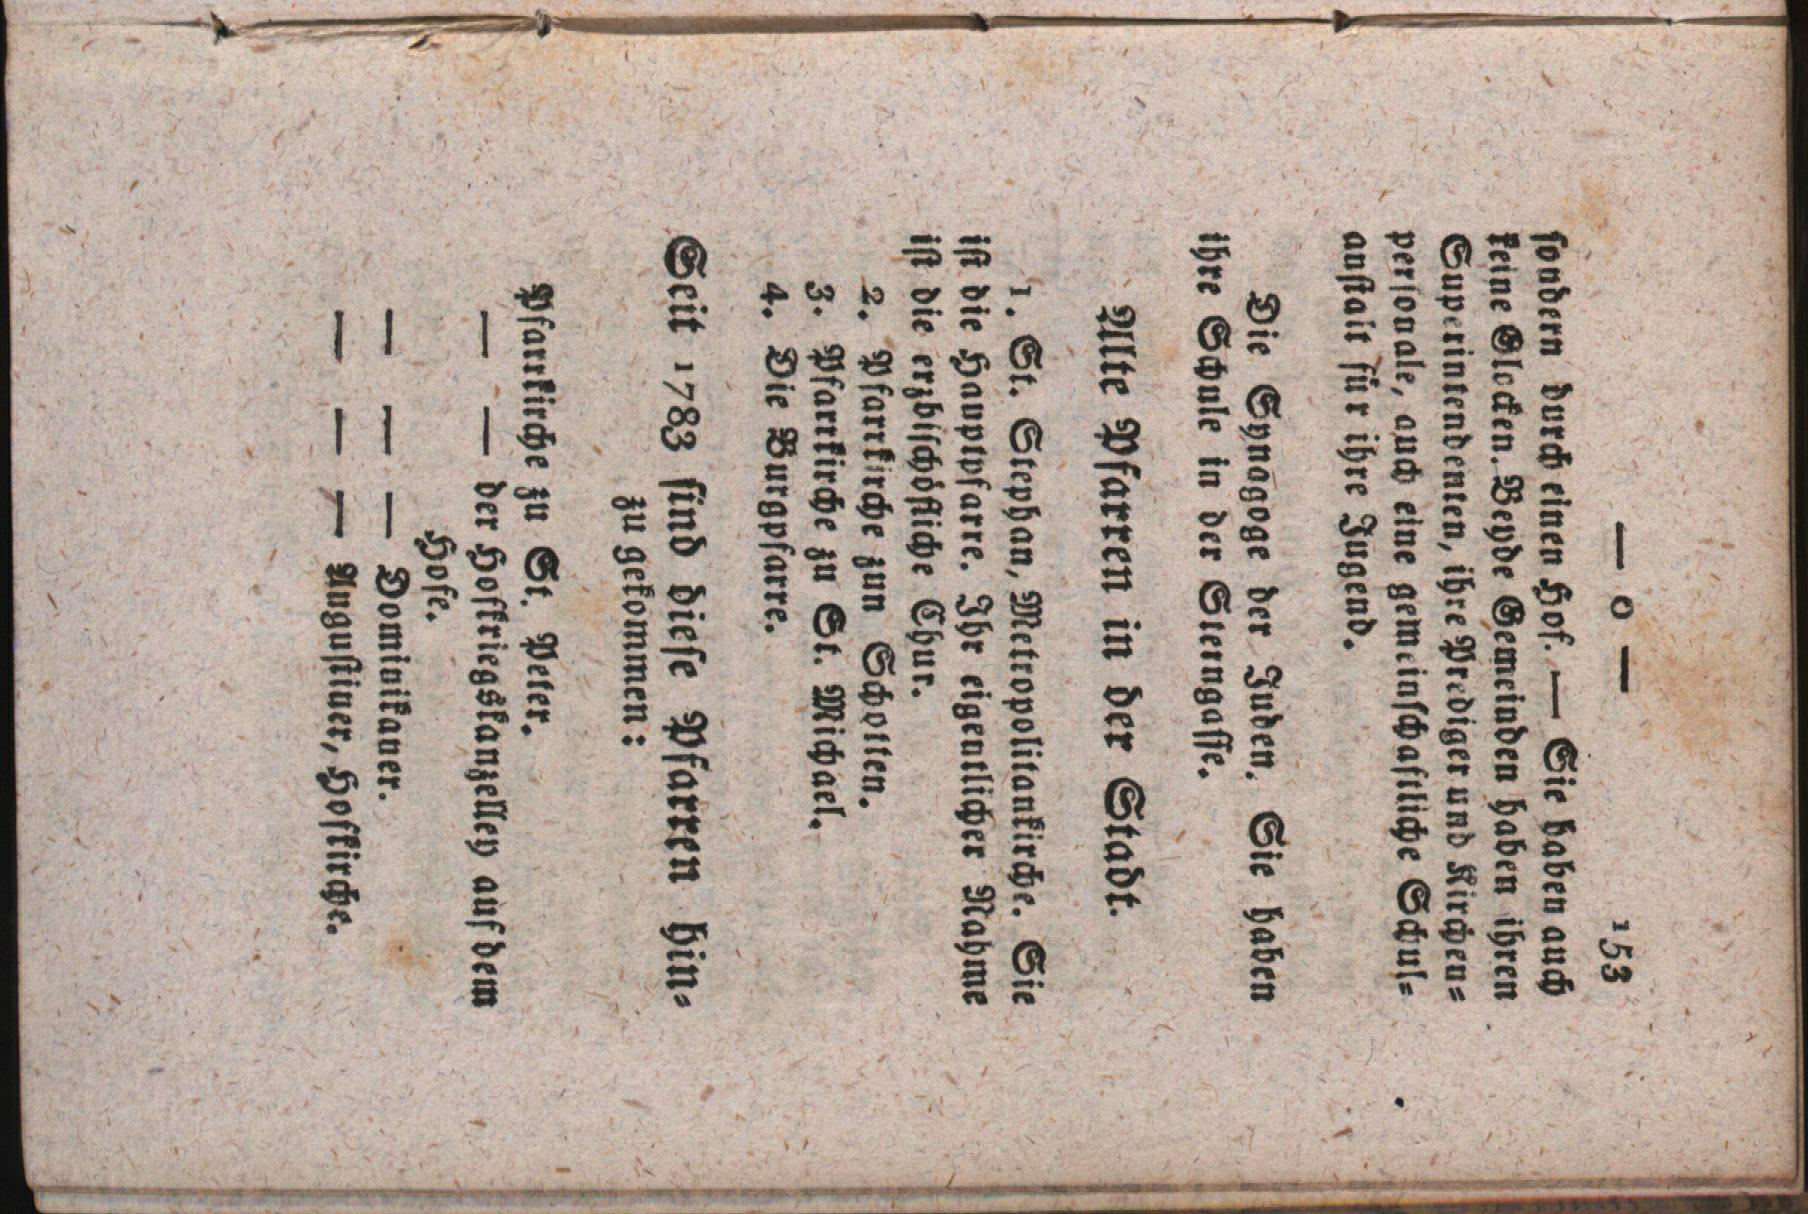 — o — 153
ſondern durch einen Hof. — Sie haben auch
keine Glocken. Beyde Gemeinden haben ihren
Superintendenten, ihre Prediger und Kirchen⸗
perſonale, auch eine gemeinſchaftliche Schul⸗
anſtalt für ihre Jugend.
Die Synagoge der Juden. Sie haben
ihre Schule in der Sterngaſſe.
Alte Pfarren in der Stadt.
1. St. Stephan, Metropolitankirche. Sie
iſt die Hauptpfarre. Ihr eigentlicher Nahme
iſt die erzbiſchöfliche Chur.
2. Pfarrkirche zun Schotten.
3. Pfarrkirche zu St. Michael.
4. Die Burgpfarre.
Seit 1783 ſind dieſe Pfarren hin⸗
zu gekommen:
Pfarrkirche zu St. Peter.
— — der Hofkriegskanzelley auf dem
Hofe.
— — — Dominikaner.
— — — Auguſtiner, Hofkirche.